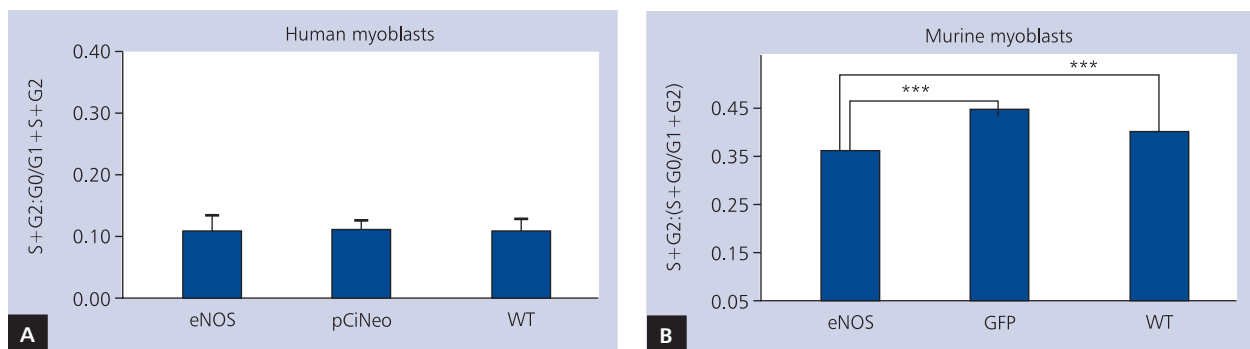 Human myoblasts
S+G2:G0/G1+S+G2
0.40
0.30
0.20
0.10
0.00
eNOS pCiNeo WT
A
Murine myoblasts
S+G2:(S+G0/G1+G2)
0.45
0.35
0.25
0.15
0.05
***
***
eNOS GFP WT
B